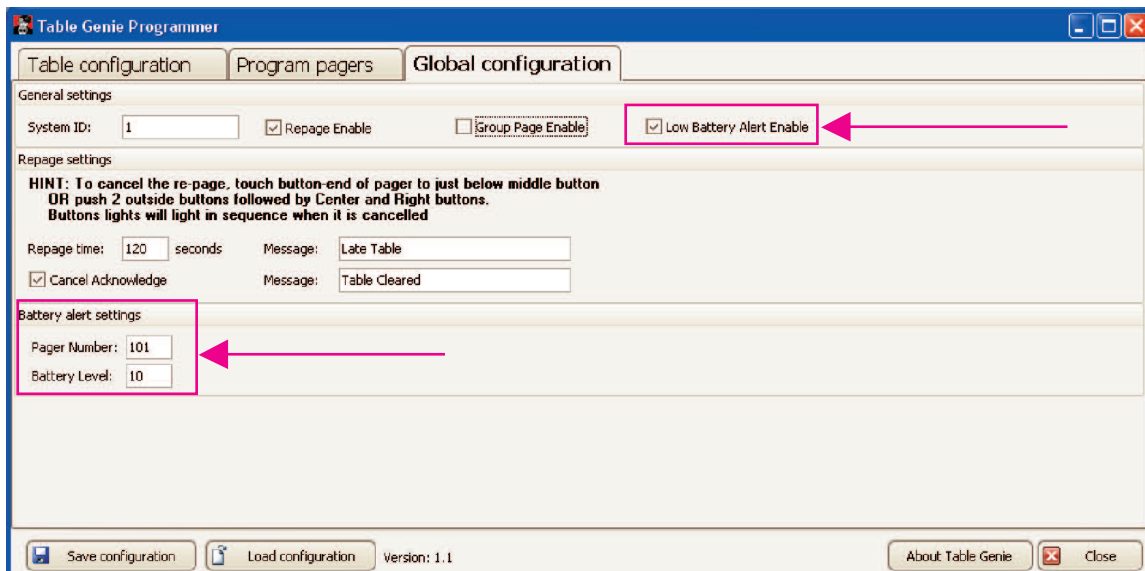 Table Genie Programmer
Table configuration Program pagers Global configuration
General settings
System ID: 1 Repage Enable Group Page Enable Low Battery Alert Enable
Repage settings
HINT: To cancel the re-page, touch button-end of pager to just below middle button
OR push 2 outside buttons followed by Center and Right buttons.
Buttons lights will light in sequence when it is cancelled
Repage time: 120 seconds Message: Late Table
Cancel Acknowledge Message: Table Cleared
Battery alert settings
Pager Number: 101
Battery Level: 10
Save configuration Load configuration Version: 1.1 About Table Genie Close